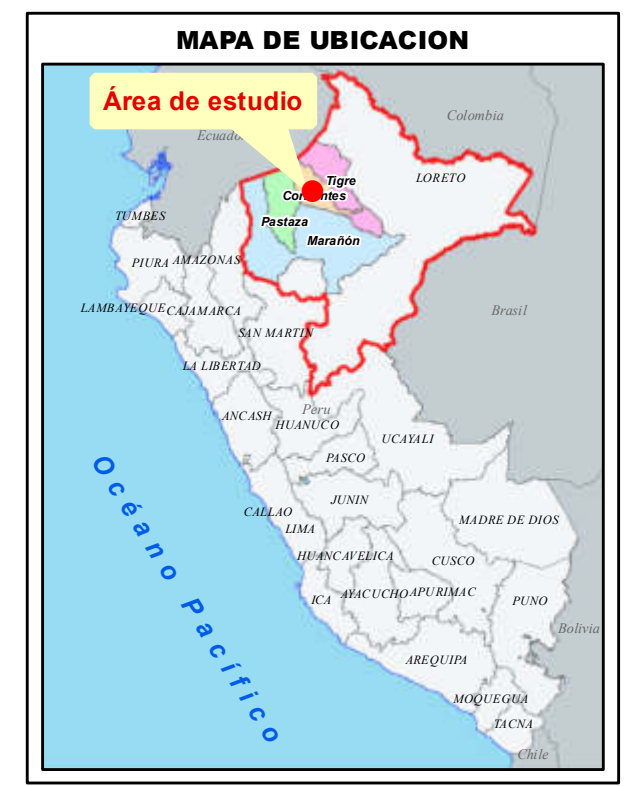 MAPA DE UBICACION
Área de estudio
Colombia
Ecuador
Tigre
LORETO
Corrientes
TUMBES
Pastaza
Marañón
PIURA
AMAZONAS
Brasil
LAMBAYEQUE
CAJAMARCA
SAN MARTIN
LA LIBERTAD
Peru
ANCASH
HUANUCO
UCAYALI
PASCO
Océano Pacífico
JUNIN
CALLAO
LIMA
MADRE DE DIOS
HUANCAVELICA
CUSCO
ICA
AYACUCHO
APURIMAC
PUNO
Bolivia
AREQUIPA
MOQUEGUA
TACNA
Chile